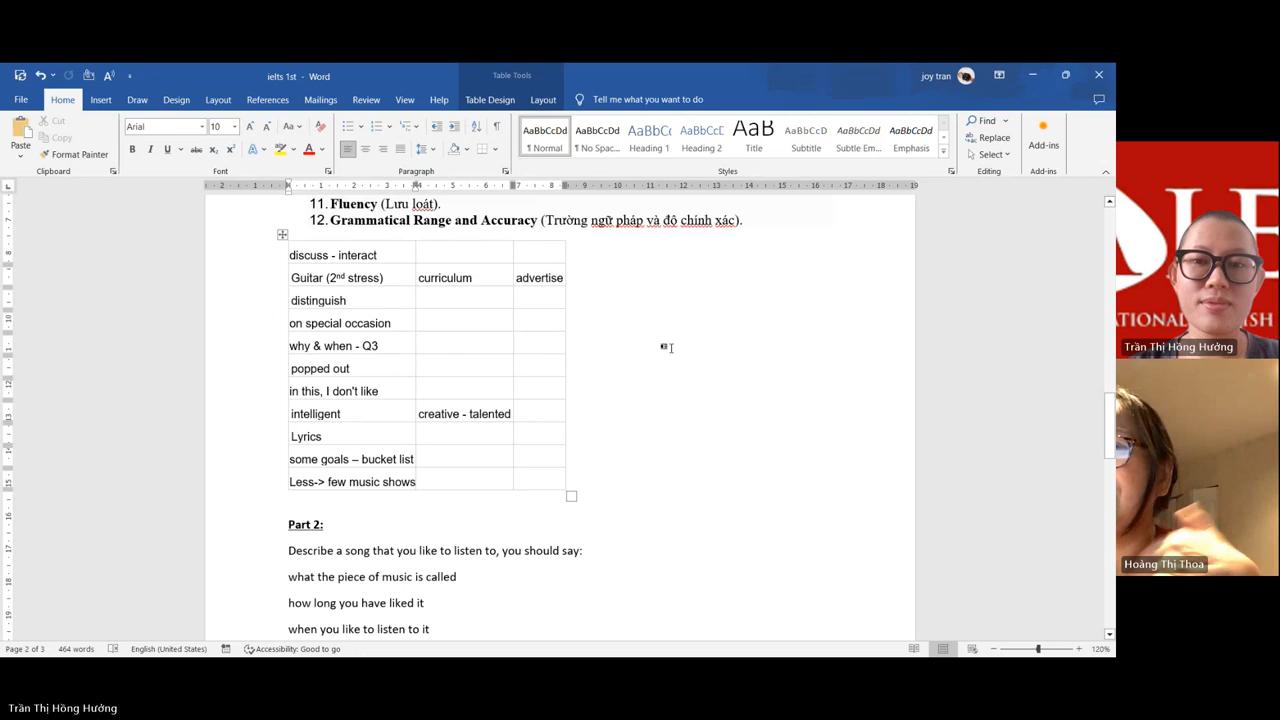 ielts 1st - Word
Table Tools
joy tran
File Home Insert Draw Design Layout References Mailings Review View Help Table Design Layout Tell me what you want to do
Paste
Cut
Copy
Format Painter
Clipboard
Arial 10
Font
Paragraph
AaBbCcDd ¶ Normal
AaBbCcDd ¶ No Spac...
AaBbCc Heading 1
AaBbCcD Heading 2
AaB Title
AaBbCcD Subtitle
AaBbCcDd Subtle Em...
AaBbCcDd Emphasis
Styles
Find
Replace
Select
Editing
Add-ins
Add-ins
11. Fluency (Lưu loát).
12. Grammatical Range and Accuracy (Trường ngữ pháp và độ chính xác).
discuss - interact
Guitar (2nd stress) curriculum advertise
distinguish
on special occasion
why & when - Q3
popped out
in this, I don't like
intelligent creative - talented
Lyrics
some goals – bucket list
Less-> few music shows
Part 2:
Describe a song that you like to listen to, you should say:
what the piece of music is called
how long you have liked it
when you like to listen to it
Page 2 of 3 464 words English (United States) Accessibility: Good to go 120%
Trần Thị Hồng Hưởng
Hoàng Thị Thoa
Trần Thị Hồng Hưởng